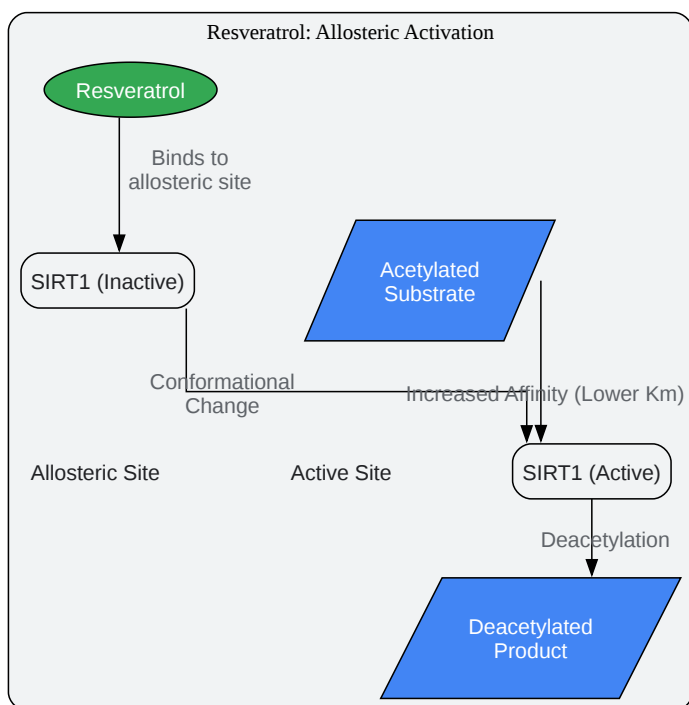 Resveratrol: Allosteric Activation
Resveratrol
Binds to
allosteric site
SIRT1 (Inactive)
Acetylated
Substrate
Conformational
Change
Increased Affinity (Lower Km)
Allosteric Site
Active Site
SIRT1 (Active)
Deacetylation
Deacetylated
Product